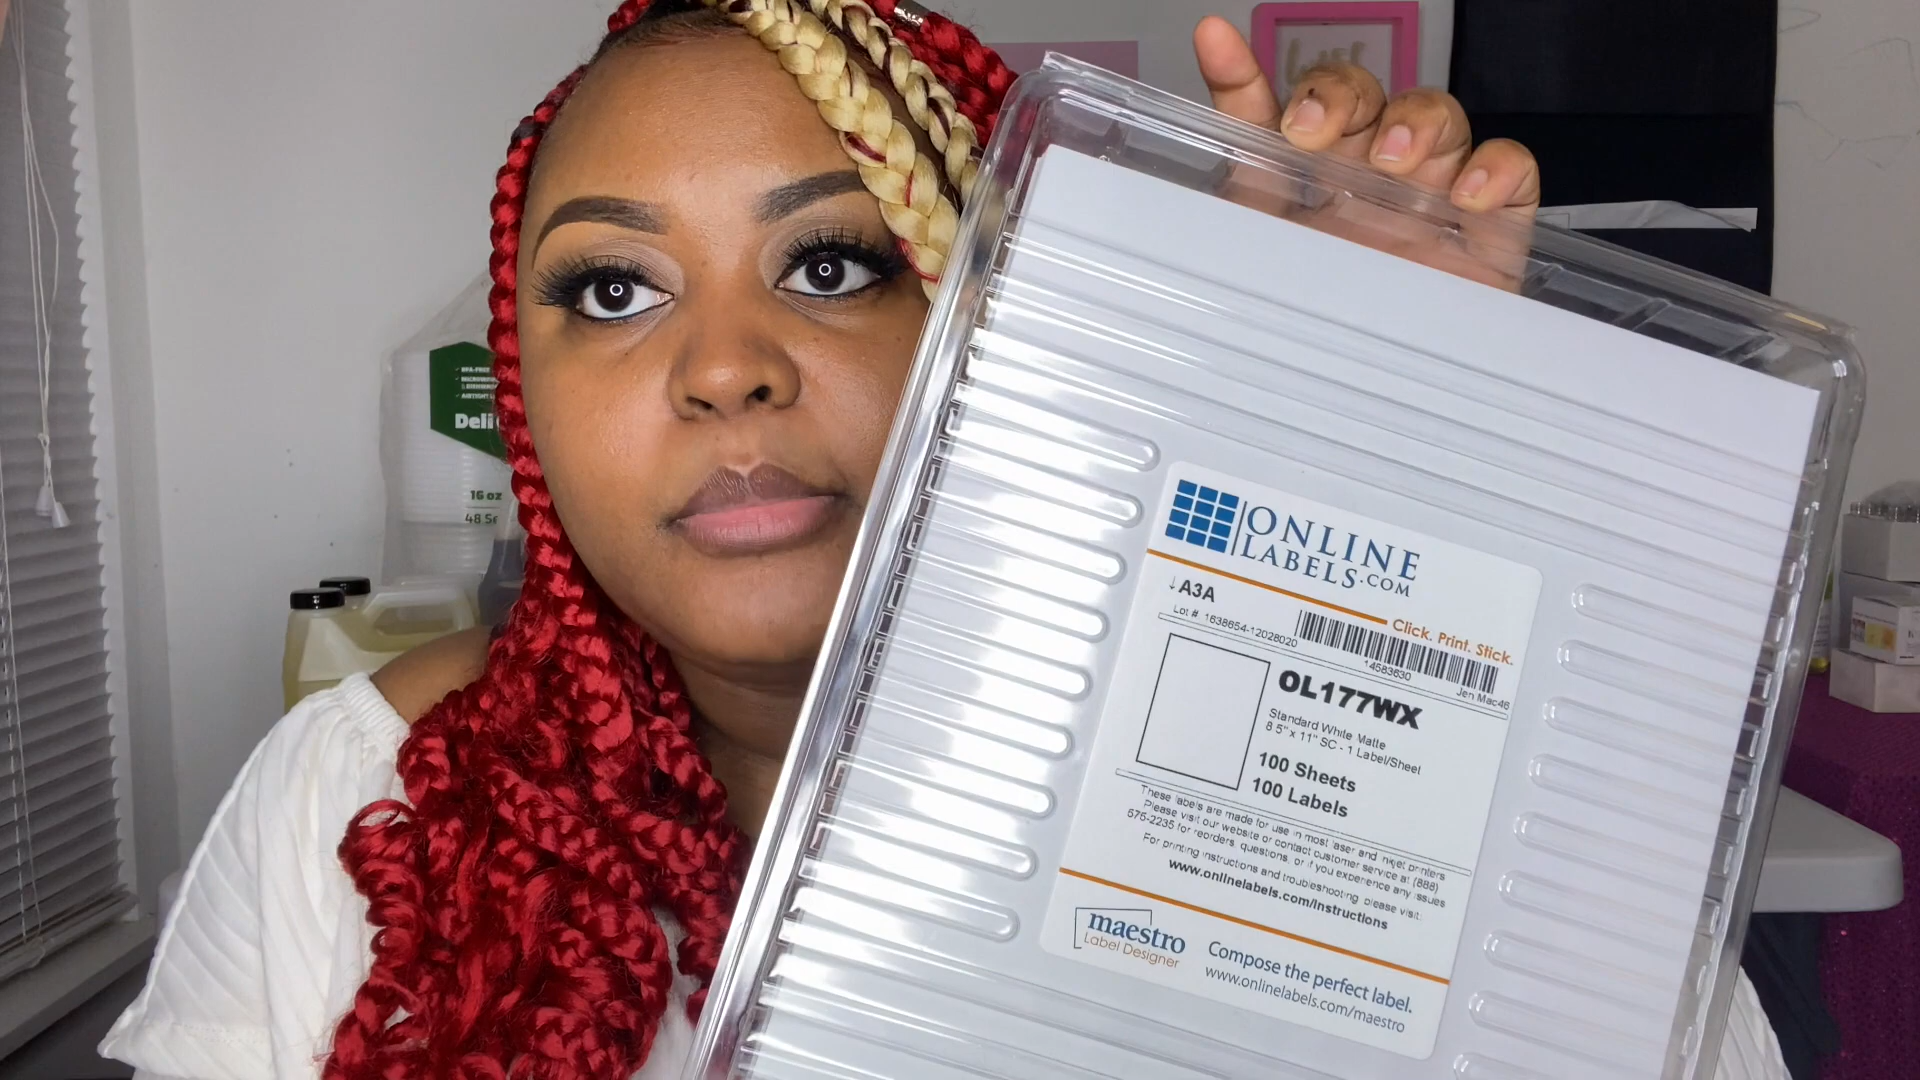 BPA-FREE
Deli
16 oz
48 Se
ONLINE
LABELS.COM
↓A3A
Click. Print. Stick.
Lot # 1638654-12028020
14583630
Jen Mac46
OL177WX
Standard White Matte
8.5" x 11" SC - 1 Label/Sheet
100 Sheets
100 Labels
These labels are made for use in most laser and inkjet printers
Please visit our website or contact customer service at (888)
575-2235 for reorders, questions, or if you experience any issues
For printing instructions and troubleshooting please visit:
www.onlinelabels.com/Instructions
maestro
Label Designer
Compose the perfect label.
www.onlinelabels.com/maestro